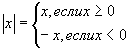 |x| = { x, если x ≥ 0
− x, если x < 0